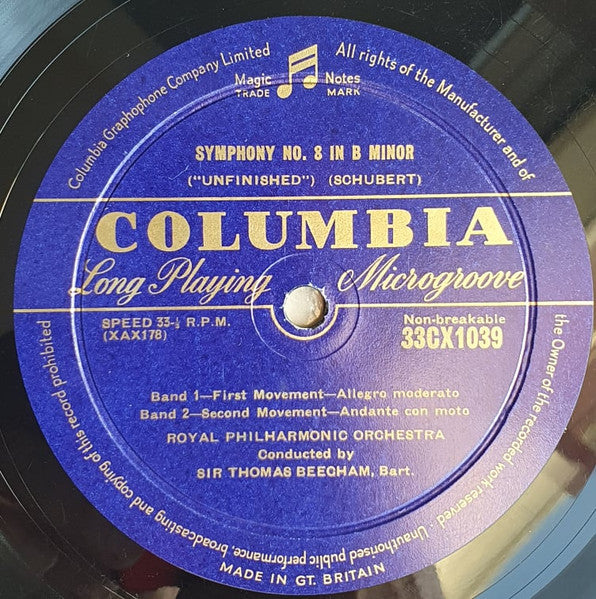 Columbia Graphophone Company Limited
All rights of the Manufacturer and of
the Owner of the recorded work reserved. Unauthorised public performance, broadcasting and copying of this record prohibited
Magic Notes
TRADE MARK
SYMPHONY NO. 8 IN B MINOR
("UNFINISHED") (SCHUBERT)
COLUMBIA
Long Playing Microgroove
SPEED 33⅓ R.P.M.
(XAX178)
Non-breakable
33CX1039
Band 1—First Movement—Allegro moderato
Band 2—Second Movement—Andante con moto
ROYAL PHILHARMONIC ORCHESTRA
Conducted by
SIR THOMAS BEECHAM, Bart.
MADE IN GT. BRITAIN